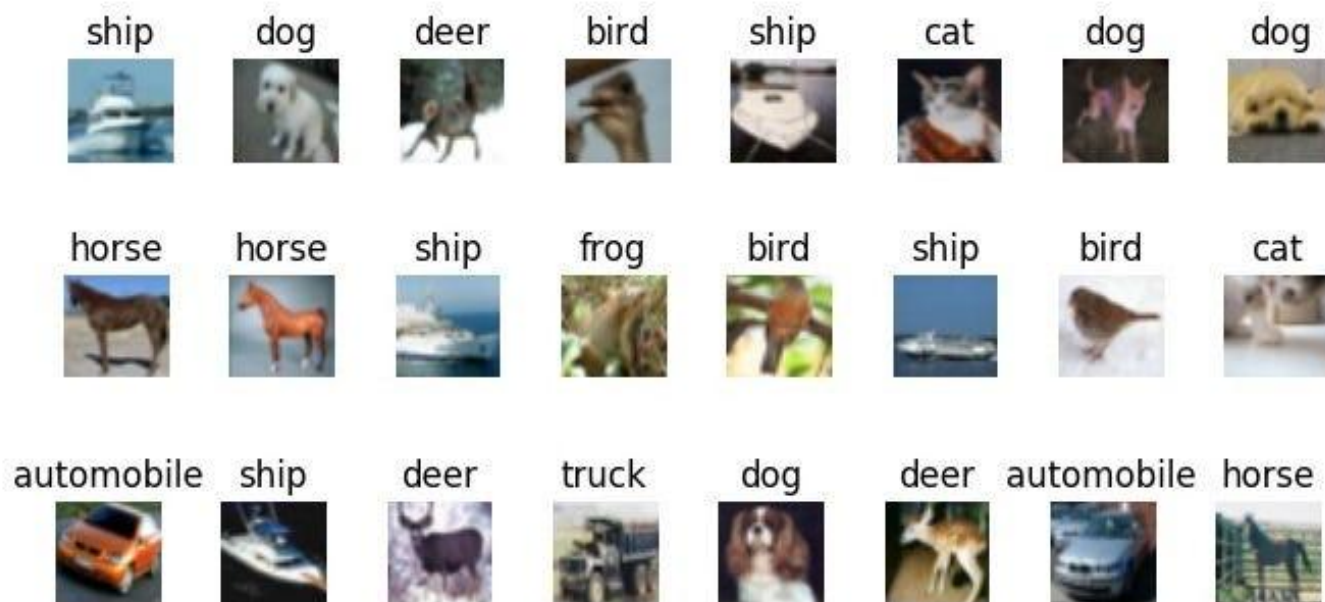 ship dog deer bird ship cat dog dog
horse horse ship frog bird ship bird cat
automobile ship deer truck dog deer automobile horse